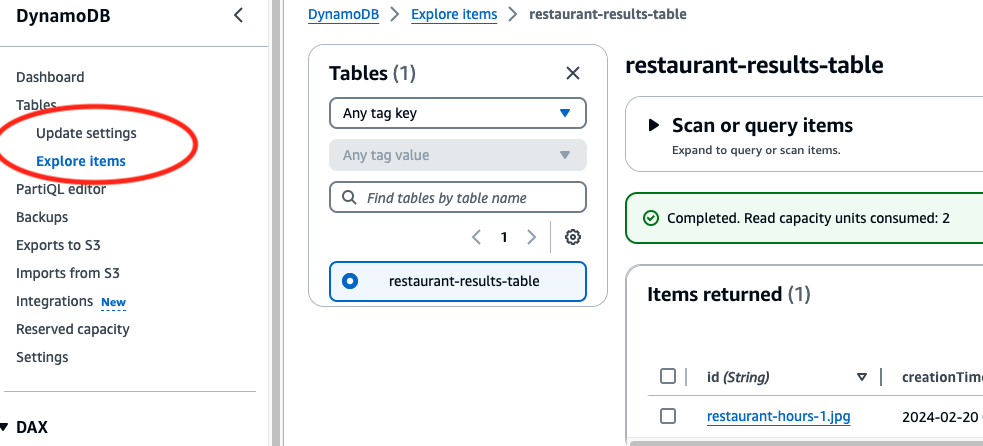 DynamoDB
Dashboard
Tables
Update settings
Explore items
PartiQL editor
Backups
Exports to S3
Imports from S3
Integrations New
Reserved capacity
Settings
DAX
DynamoDB > Explore items > restaurant-results-table
Tables (1)
Any tag key
Any tag value
Find tables by table name
1
restaurant-results-table
restaurant-results-table
Scan or query items
Expand to query or scan items.
Completed. Read capacity units consumed: 2
Items returned (1)
id (String)
creationTime
restaurant-hours-1.jpg
2024-02-20